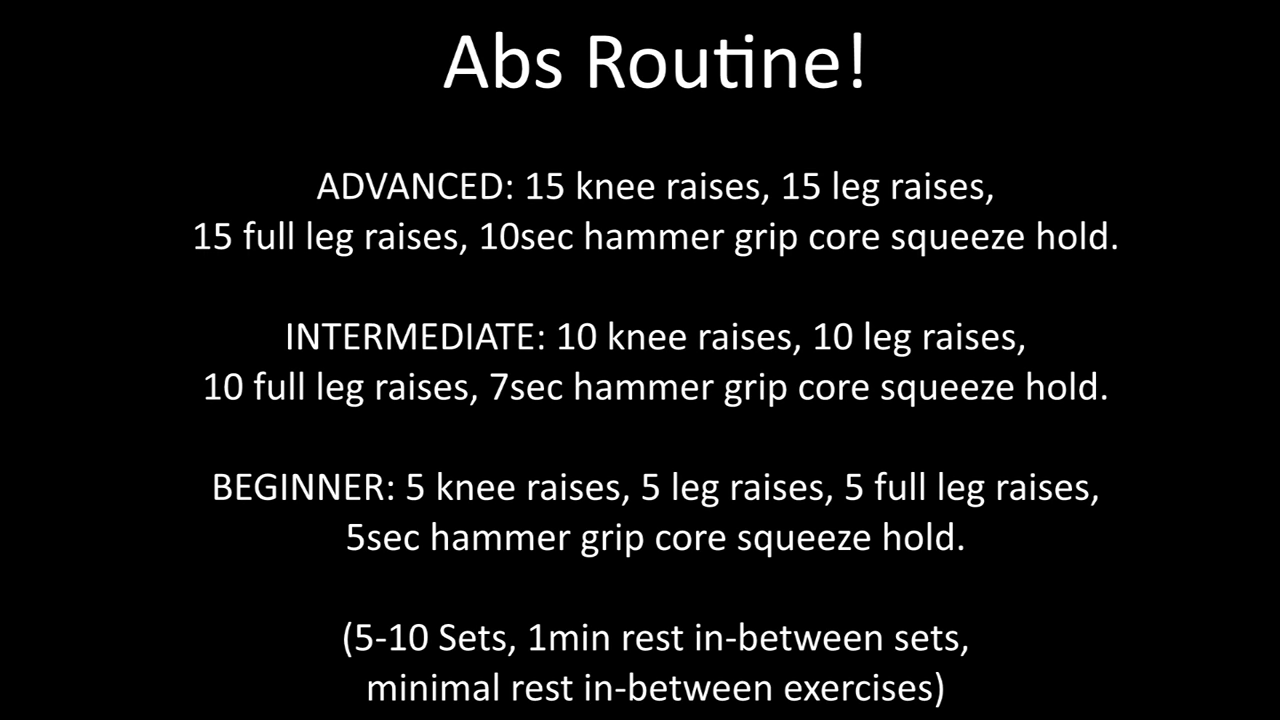 Abs Routine!
ADVANCED: 15 knee raises, 15 leg raises,
15 full leg raises, 10sec hammer grip core squeeze hold.
INTERMEDIATE: 10 knee raises, 10 leg raises,
10 full leg raises, 7sec hammer grip core squeeze hold.
BEGINNER: 5 knee raises, 5 leg raises, 5 full leg raises,
5sec hammer grip core squeeze hold.
(5-10 Sets, 1min rest in-between sets,
minimal rest in-between exercises)